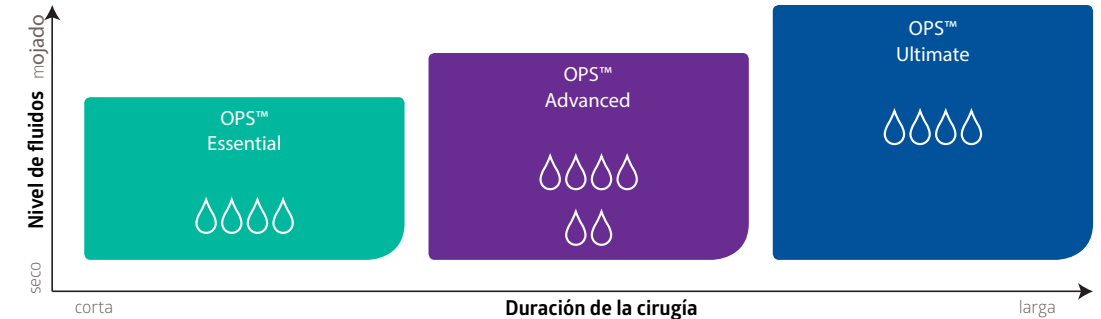 Nivel de fluidos
mojado
seco
OPS™
Essential
OPS™
Advanced
OPS™
Ultimate
corta
Duración de la cirugía
larga